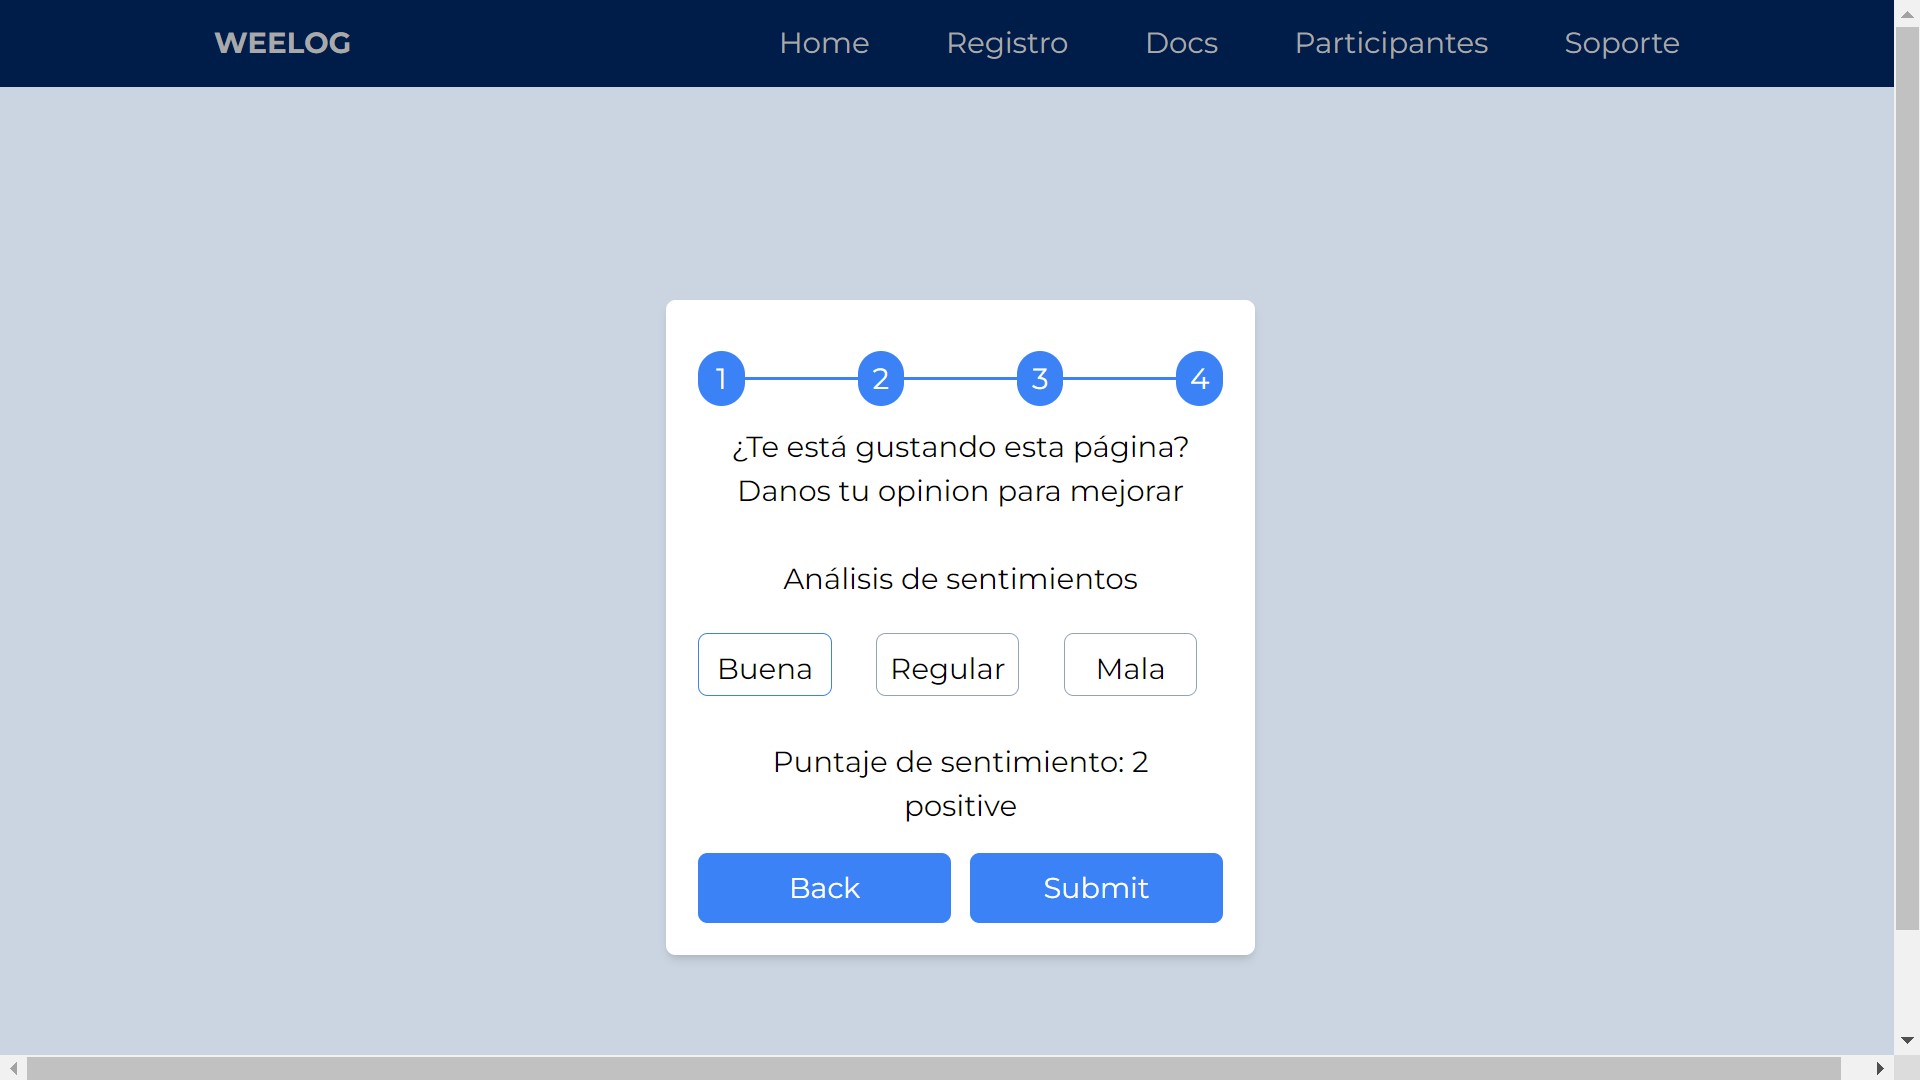 WEELOG Home Registro Docs Participantes Soporte
1 2 3 4
¿Te está gustando esta página?
Danos tu opinion para mejorar
Análisis de sentimientos
Buena Regular Mala
Puntaje de sentimiento: 2
positive
Back Submit